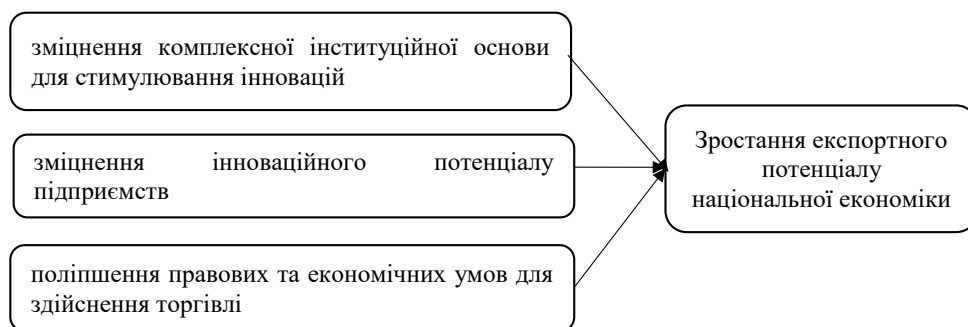 зміцнення комплексної інституційної основи
для стимулювання інновацій
зміцнення інноваційного потенціалу
підприємств
поліпшення правових та економічних умов для
здійснення торгівлі
Зростання експортного
потенціалу
національної економіки